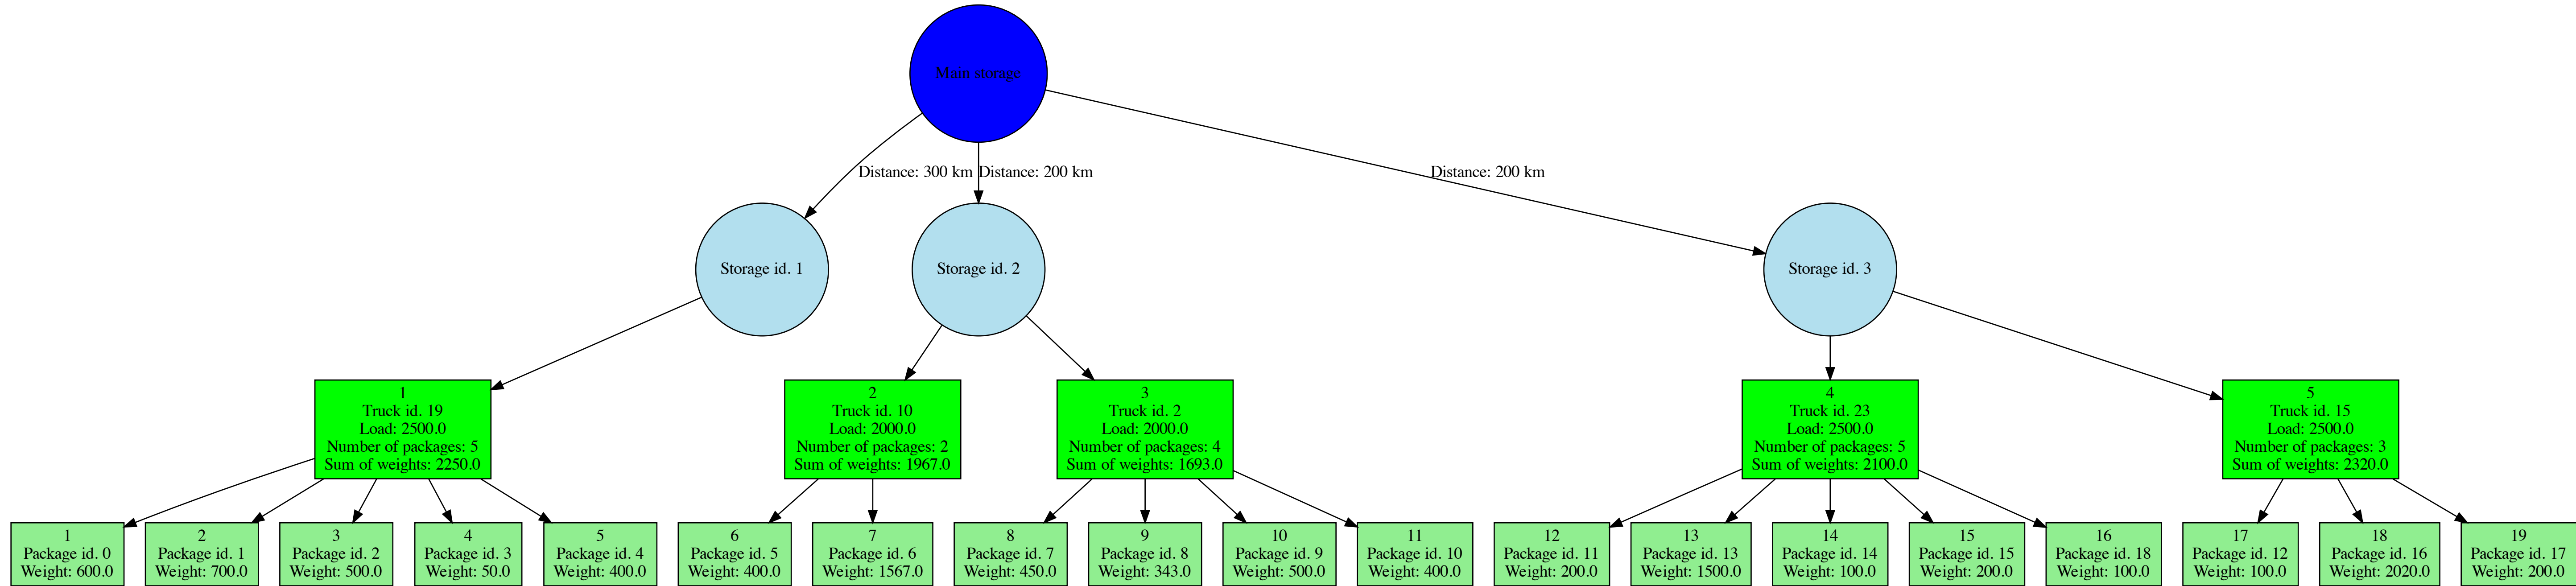 Main storage
Distance: 300 km
Distance: 200 km
Distance: 200 km
Storage id. 1
Storage id. 2
Storage id. 3
1
Truck id. 19
Load: 2500.0
Number of packages: 5
Sum of weights: 2250.0
2
Truck id. 10
Load: 2000.0
Number of packages: 2
Sum of weights: 1967.0
3
Truck id. 2
Load: 2000.0
Number of packages: 4
Sum of weights: 1693.0
4
Truck id. 23
Load: 2500.0
Number of packages: 5
Sum of weights: 2100.0
5
Truck id. 15
Load: 2500.0
Number of packages: 3
Sum of weights: 2320.0
1
Package id. 0
Weight: 600.0
2
Package id. 1
Weight: 700.0
3
Package id. 2
Weight: 500.0
4
Package id. 3
Weight: 50.0
5
Package id. 4
Weight: 400.0
6
Package id. 5
Weight: 400.0
7
Package id. 6
Weight: 1567.0
8
Package id. 7
Weight: 450.0
9
Package id. 8
Weight: 343.0
10
Package id. 9
Weight: 500.0
11
Package id. 10
Weight: 400.0
12
Package id. 11
Weight: 200.0
13
Package id. 13
Weight: 1500.0
14
Package id. 14
Weight: 100.0
15
Package id. 15
Weight: 200.0
16
Package id. 18
Weight: 100.0
17
Package id. 12
Weight: 100.0
18
Package id. 16
Weight: 2020.0
19
Package id. 17
Weight: 200.0